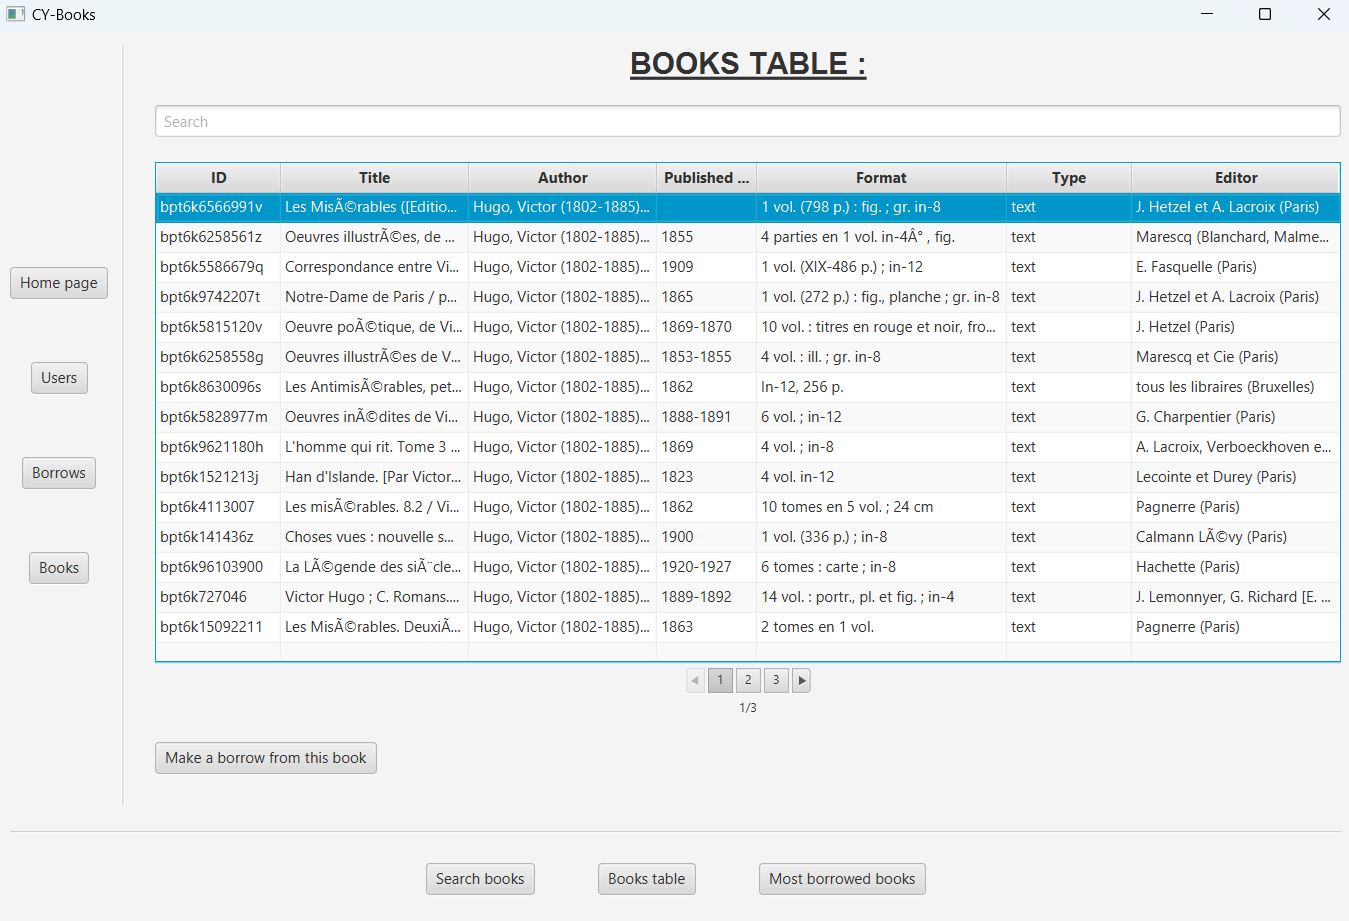 CY-Books
BOOKS TABLE :
Search
ID Title Author Published ... Format Type Editor
bpt6k6566991v Les MisÃ©rables ([Editio... Hugo, Victor (1802-1885)... 1 vol. (798 p.) : fig. ; gr. in-8 text J. Hetzel et A. Lacroix (Paris)
bpt6k6258561z Oeuvres illustrÃ©es, de ... Hugo, Victor (1802-1885)... 1855 4 parties en 1 vol. in-4Â° , fig. text Marescq (Blanchard, Malme...
bpt6k5586679q Correspondance entre Vi... Hugo, Victor (1802-1885)... 1909 1 vol. (XIX-486 p.) ; in-12 text E. Fasquelle (Paris)
bpt6k9742207t Notre-Dame de Paris / p... Hugo, Victor (1802-1885)... 1865 1 vol. (272 p.) : fig., planche ; gr. in-8 text J. Hetzel et A. Lacroix (Paris)
bpt6k5815120v Oeuvre poÃ©tique, de Vi... Hugo, Victor (1802-1885)... 1869-1870 10 vol. : titres en rouge et noir, fro... text J. Hetzel (Paris)
bpt6k6258558g Oeuvres illustrÃ©es de V... Hugo, Victor (1802-1885)... 1853-1855 4 vol. : ill. ; gr. in-8 text Marescq et Cie (Paris)
bpt6k8630096s Les AntimisÃ©rables, pet... Hugo, Victor (1802-1885)... 1862 In-12, 256 p. text tous les libraires (Bruxelles)
bpt6k5828977m Oeuvres inÃ©dites de Vi... Hugo, Victor (1802-1885)... 1888-1891 6 vol. ; in-12 text G. Charpentier (Paris)
bpt6k9621180h L'homme qui rit. Tome 3 ... Hugo, Victor (1802-1885)... 1869 4 vol. ; in-8 text A. Lacroix, Verboeckhoven e...
bpt6k1521213j Han d'Islande. [Par Victor... Hugo, Victor (1802-1885)... 1823 4 vol. in-12 text Lecointe et Durey (Paris)
bpt6k4113007 Les misÃ©rables. 8.2 / Vi... Hugo, Victor (1802-1885)... 1862 10 tomes en 5 vol. ; 24 cm text Pagnerre (Paris)
bpt6k141436z Choses vues : nouvelle s... Hugo, Victor (1802-1885)... 1900 1 vol. (336 p.) ; in-8 text Calmann LÃ©vy (Paris)
bpt6k96103900 La LÃ©gende des siÃ¨cle... Hugo, Victor (1802-1885)... 1920-1927 6 tomes : carte ; in-8 text Hachette (Paris)
bpt6k727046 Victor Hugo ; C. Romans.... Hugo, Victor (1802-1885)... 1889-1892 14 vol. : portr., pl. et fig. ; in-4 text J. Lemonnyer, G. Richard [E. ...
bpt6k15092211 Les MisÃ©rables. DeuxiÃ... Hugo, Victor (1802-1885)... 1863 2 tomes en 1 vol. text Pagnerre (Paris)
Home page
Users
Borrows
Books
1 2 3
1/3
Make a borrow from this book
Search books Books table Most borrowed books